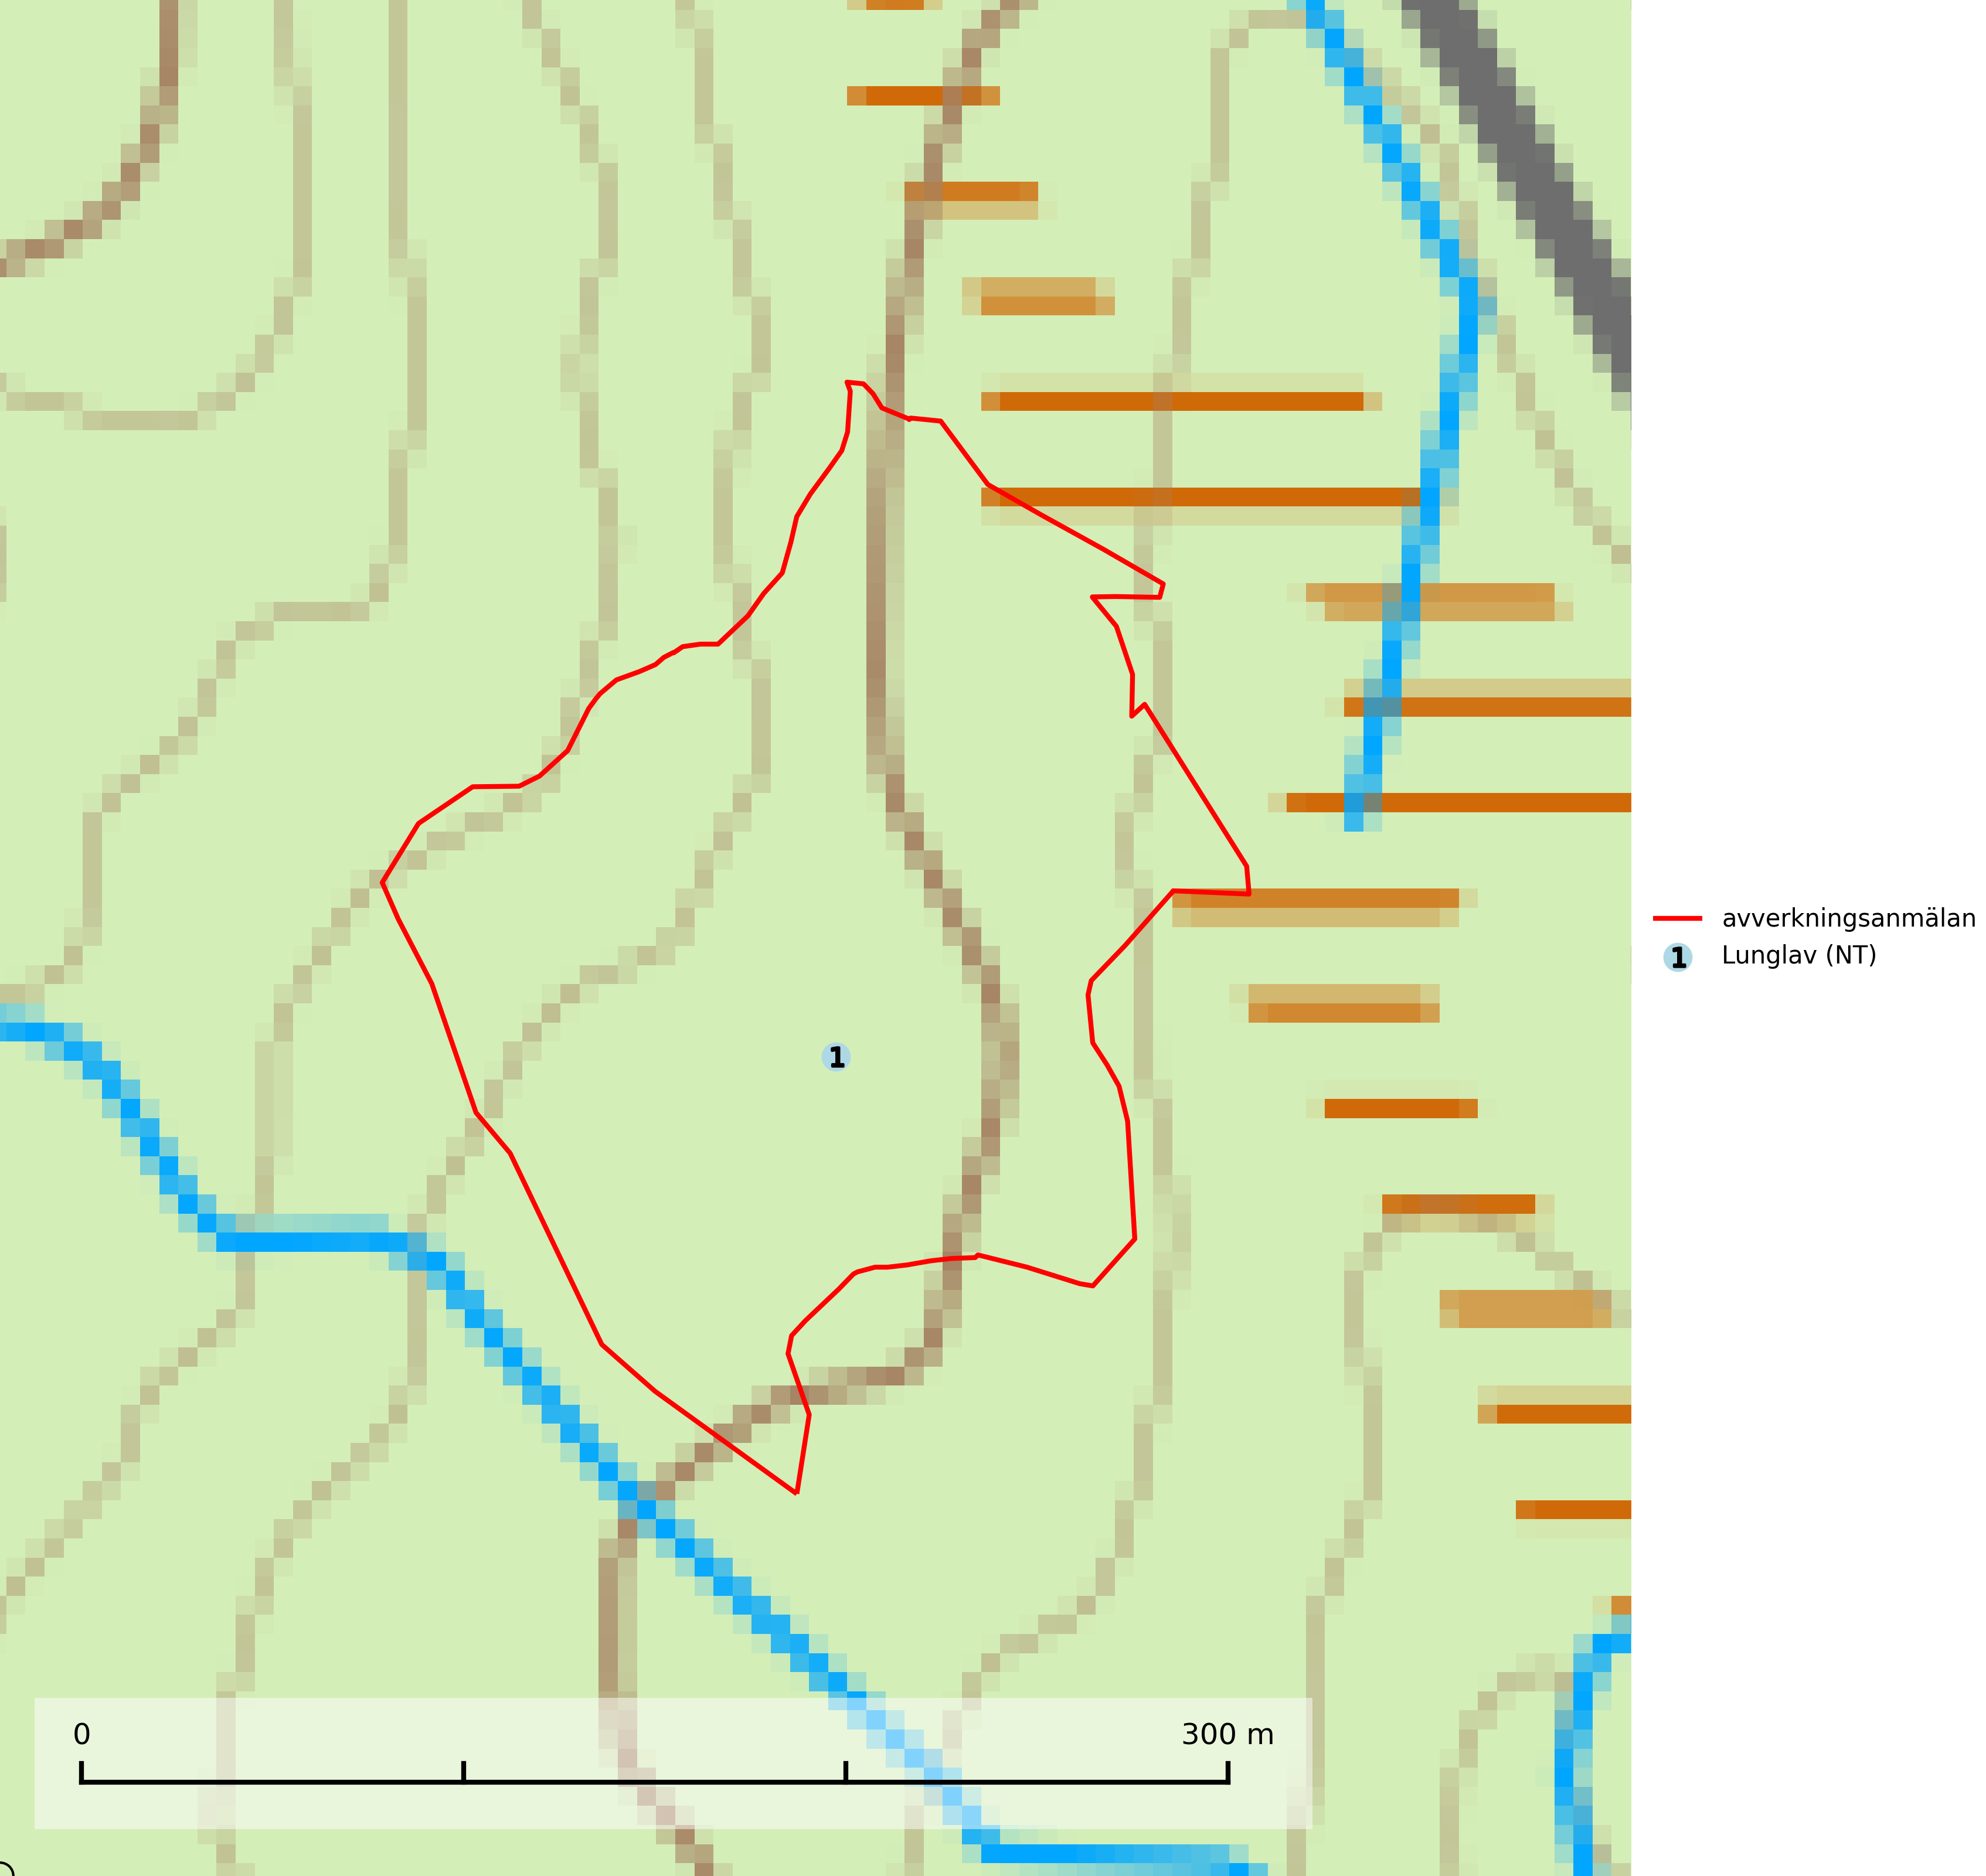 avverkningsanmälan
1 Lunglav (NT)
1
0 300 m